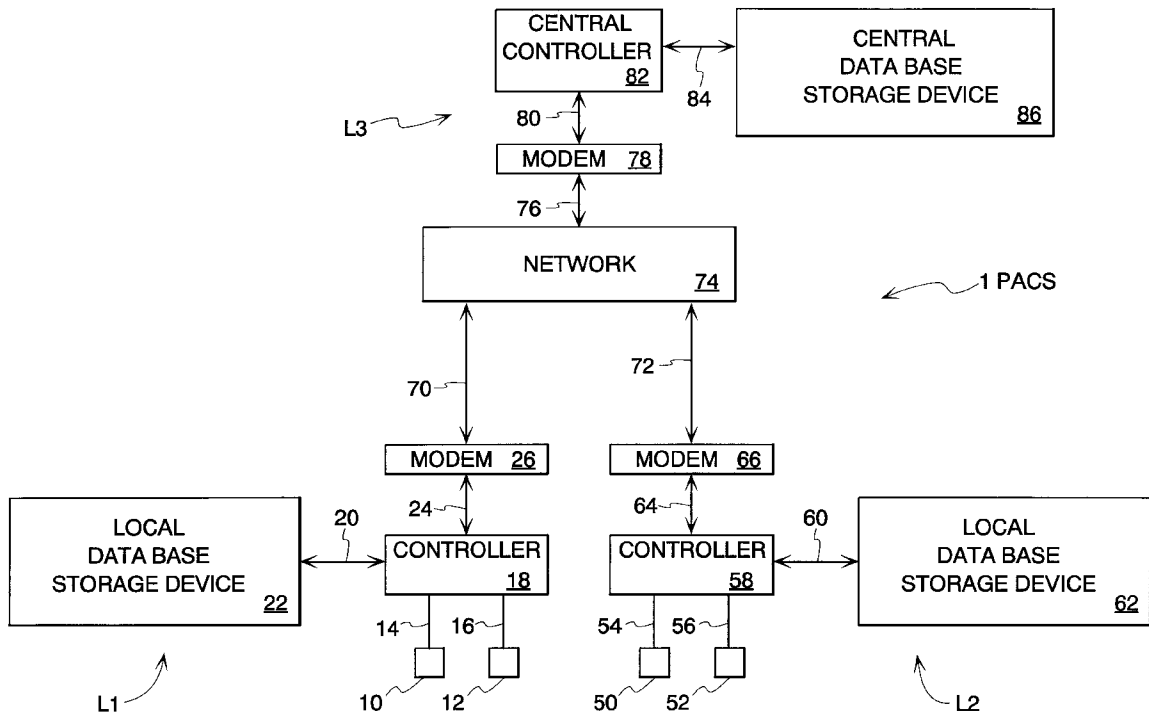 CENTRAL
CONTROLLER
82
84
CENTRAL
DATA BASE
STORAGE DEVICE
86
L3
80
MODEM 78
76
NETWORK
74
1 PACS
70
72
MODEM 26
MODEM 66
24
64
LOCAL
DATA BASE
STORAGE DEVICE
22
20
CONTROLLER
18
CONTROLLER
58
60
LOCAL
DATA BASE
STORAGE DEVICE
62
14
16
54
56
L1
10
12
50
52
L2